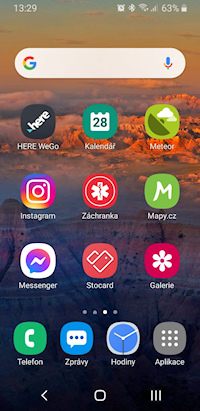 13:29 63%
HERE WeGo Kalendář Meteor
Instagram Záchranka Mapy.cz
Messenger Stocard Galerie
Telefon Zprávy Hodiny Aplikace
here
28